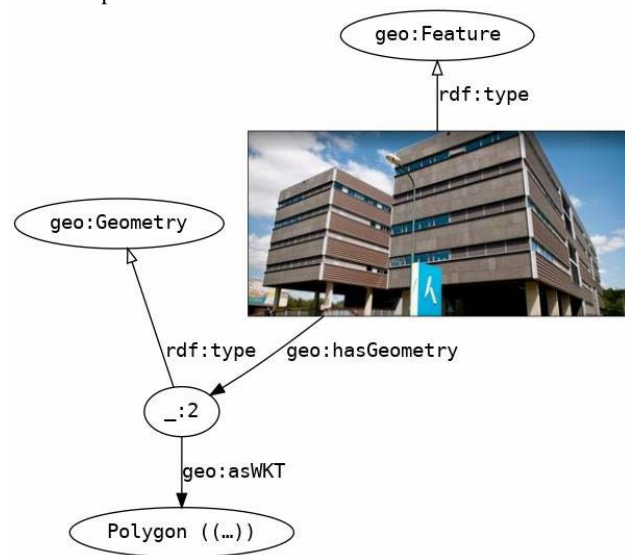 geo:Feature
rdf:type
geo:Geometry
rdf:type
geo:hasGeometry
_:2
geo:asWKT
Polygon ((…))